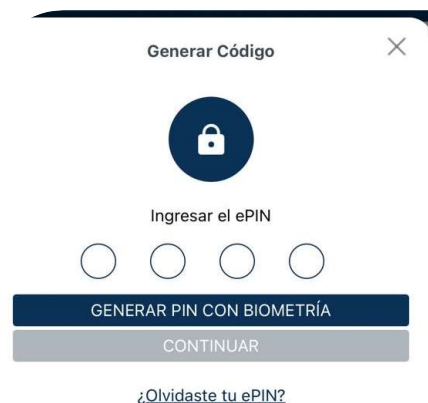 Generar Código
Ingresar el ePIN
GENERAR PIN CON BIOMETRÍA
CONTINUAR
¿Olvidaste tu ePIN?